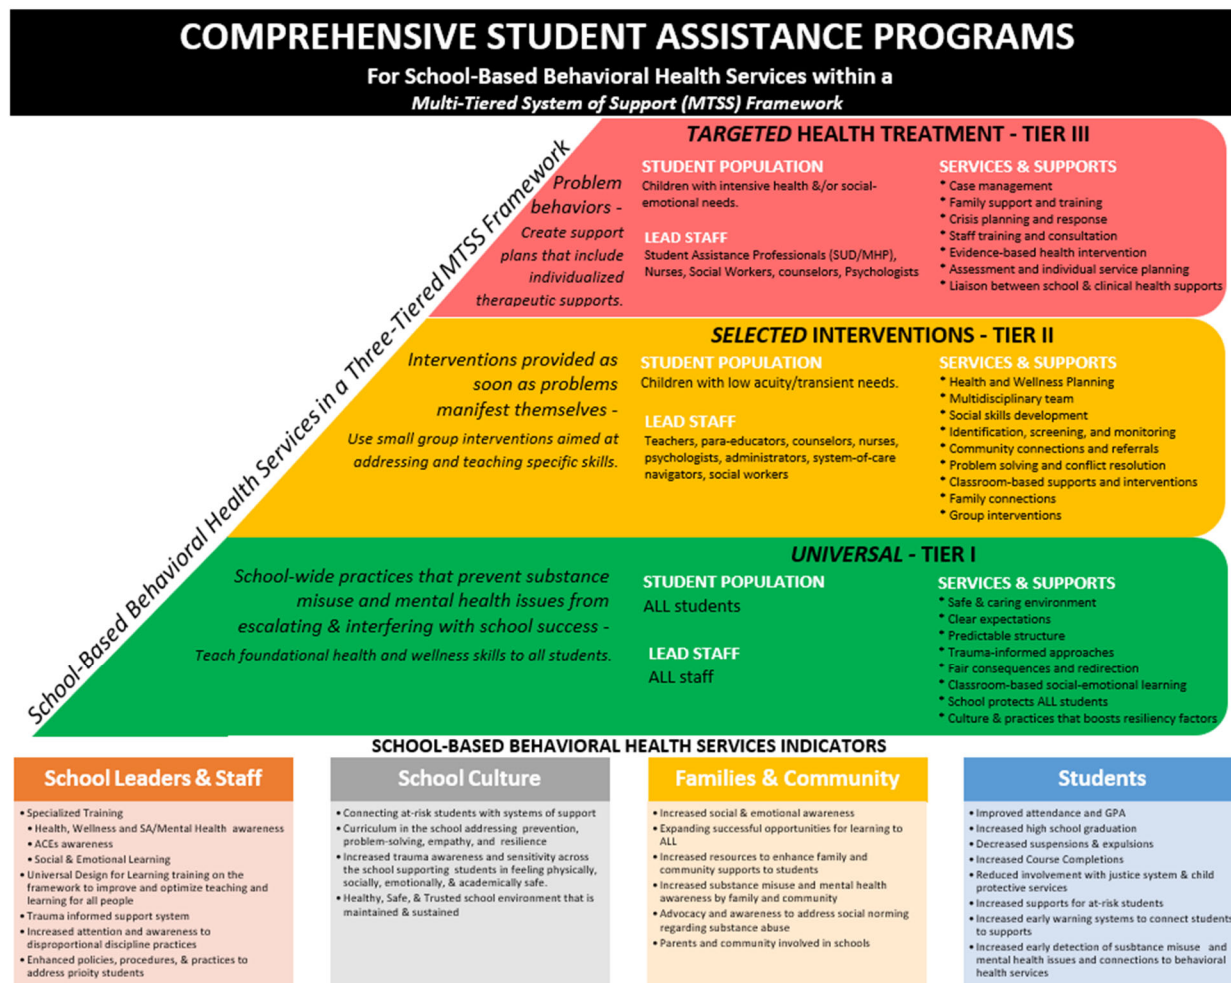 COMPREHENSIVE STUDENT ASSISTANCE PROGRAMS
For School-Based Behavioral Health Services within a
Multi-Tiered System of Support (MTSS) Framework
School-Based Behavioral Health Services in a Three-Tiered MTSS Framework
TARGETED HEALTH TREATMENT - TIER III
Problem
behaviors -
Create support
plans that include
individualized
therapeutic supports.
STUDENT POPULATION
Children with intensive health &/or social-
emotional needs.
LEAD STAFF
Student Assistance Professionals (SUD/MHP),
Nurses, Social Workers, counselors, Psychologists
SERVICES & SUPPORTS
* Case management
* Family support and training
* Crisis planning and response
* Staff training and consultation
* Evidence-based health intervention
* Assessment and individual service planning
* Liaison between school & clinical health supports
SELECTED INTERVENTIONS - TIER II
Interventions provided as
soon as problems
manifest themselves -
Use small group interventions aimed at
addressing and teaching specific skills.
STUDENT POPULATION
Children with low acuity/transient needs.
LEAD STAFF
Teachers, para-educators, counselors, nurses,
psychologists, administrators, system-of-care
navigators, social workers
SERVICES & SUPPORTS
* Health and Wellness Planning
* Multidisciplinary team
* Social skills development
* Identification, screening, and monitoring
* Community connections and referrals
* Problem solving and conflict resolution
* Classroom-based supports and interventions
* Family connections
* Group interventions
UNIVERSAL - TIER I
School-wide practices that prevent substance
misuse and mental health issues from
escalating & interfering with school success -
Teach foundational health and wellness skills to all students.
STUDENT POPULATION
ALL students
LEAD STAFF
ALL staff
SERVICES & SUPPORTS
* Safe & caring environment
* Clear expectations
* Predictable structure
* Trauma-informed approaches
* Fair consequences and redirection
* Classroom-based social-emotional learning
* School protects ALL students
* Culture & practices that boosts resiliency factors
SCHOOL-BASED BEHAVIORAL HEALTH SERVICES INDICATORS
School Leaders & Staff
• Specialized Training
• Health, Wellness and SA/Mental Health awareness
• ACEs awareness
• Social & Emotional Learning
• Universal Design for Learning training on the
framework to improve and optimize teaching and
learning for all people
• Trauma informed support system
• Increased attention and awareness to
disproportional discipline practices
• Enhanced policies, procedures, & practices to
address prioity students
School Culture
• Connecting at-risk students with systems of support
• Curriculum in the school addressing prevention,
problem-solving, empathy, and resilience
• Increased trauma awareness and sensitivity across
the school supporting students in feeling physically,
socially, emotionally, & academically safe.
• Healthy, Safe, & Trusted school environment that is
maintained & sustained
Families & Community
• Increased social & emotional awareness
• Expanding successful opportunities for learning to
ALL
• Increased resources to enhance family and
community supports to students
• Increased substance misuse and mental health
awareness by family and community
• Advocacy and awareness to address social norming
regarding substance abuse
• Parents and community involved in schools
Students
• Improved attendance and GPA
• Increased high school graduation
• Decreased suspensions & expulsions
• Increased Course Completions
• Reduced involvement with justice system & child
protective services
• Increased supports for at-risk students
• Increased early warning systems to connect students
to supports
• Increased early detection of susbtance misuse and
mental health issues and connections to behavioral
health services